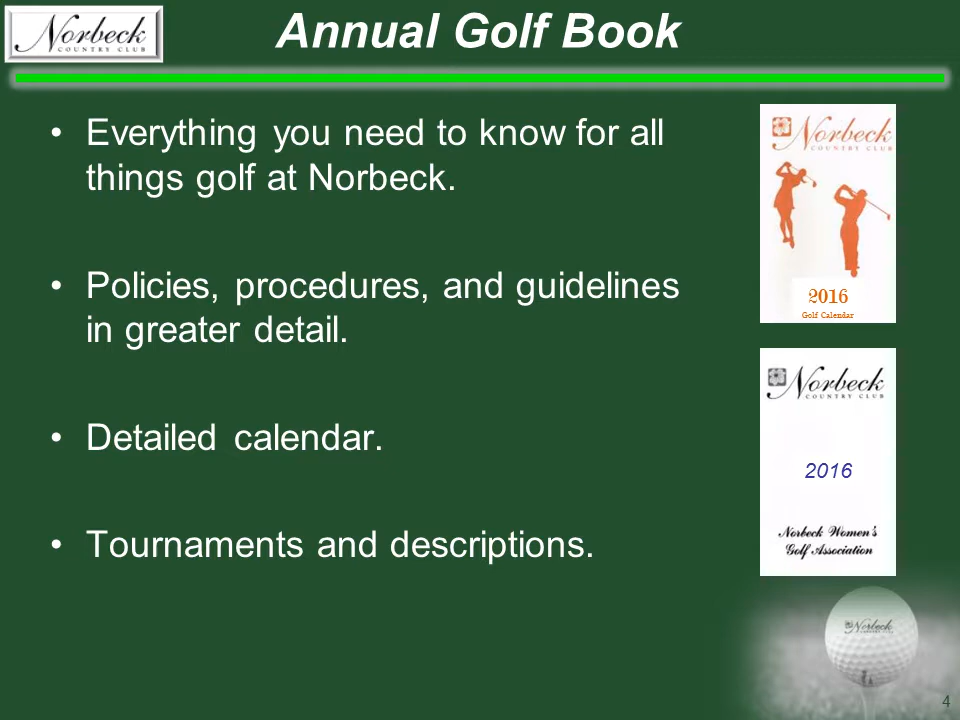 Norbeck
COUNTRY CLUB
Annual Golf Book
• Everything you need to know for all
things golf at Norbeck.
• Policies, procedures, and guidelines
in greater detail.
• Detailed calendar.
• Tournaments and descriptions.
Norbeck
COUNTRY CLUB
2016
Golf Calendar
Norbeck
COUNTRY CLUB
2016
Norbeck Women's
Golf Association
Norbeck
4